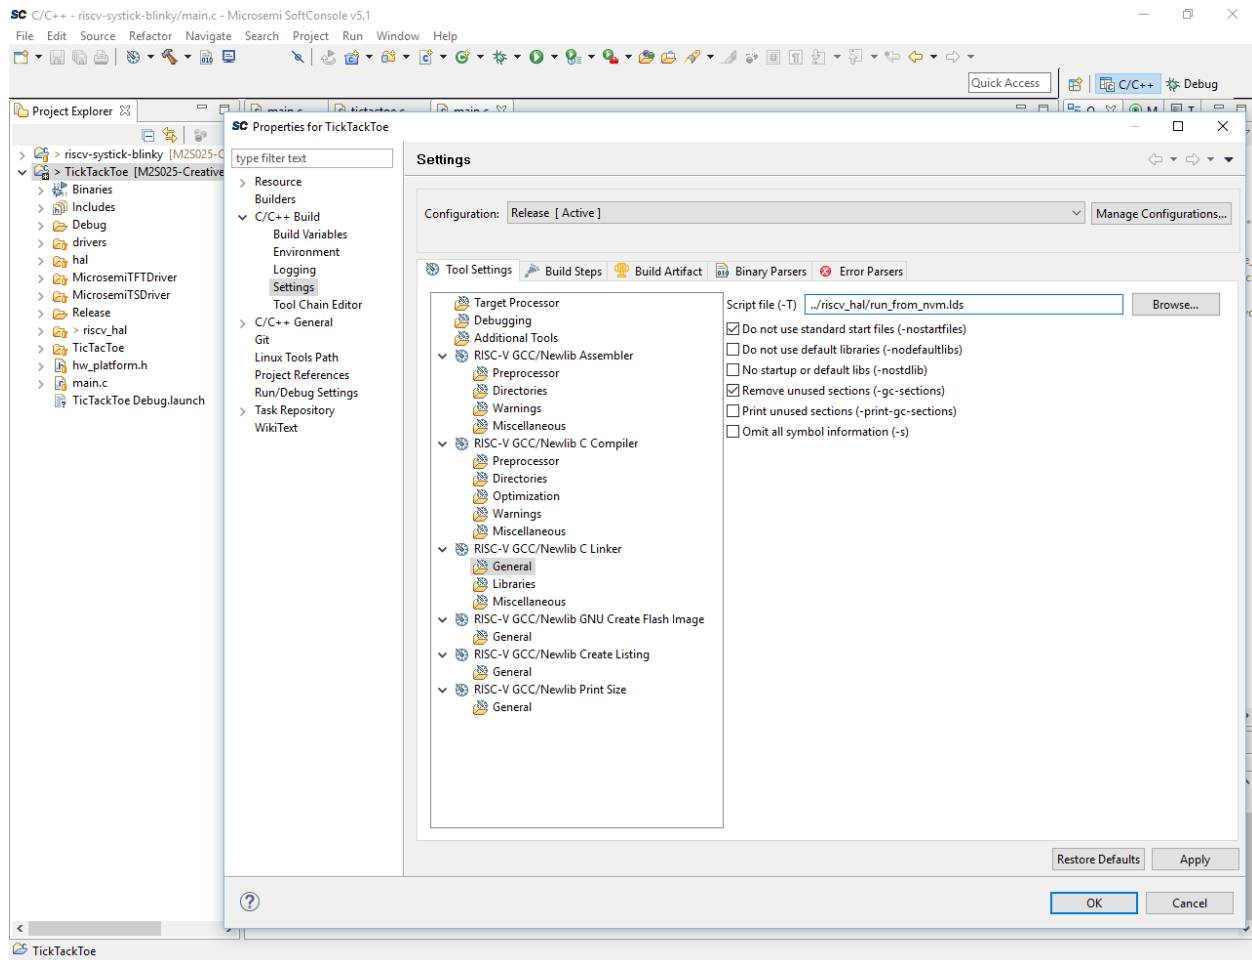 SC C/C++ - riscv-systick-blinky/main.c - Microsemi SoftConsole v5.1
File Edit Source Refactor Navigate Search Project Run Window Help
Quick Access
C/C++
Debug
Project Explorer
main.c
tictactoe.c
main.c
> riscv-systick-blinky [M2S025-C
> TickTackToe [M2S025-Creative
Binaries
Includes
Debug
drivers
hal
MicrosemiTFTDriver
MicrosemiTSDriver
Release
> riscv_hal
TicTacToe
hw_platform.h
main.c
TicTackToe Debug.launch
SC Properties for TickTackToe
type filter text
Resource
Builders
C/C++ Build
Build Variables
Environment
Logging
Settings
Tool Chain Editor
C/C++ General
Git
Linux Tools Path
Project References
Run/Debug Settings
Task Repository
WikiText
Settings
Configuration: Release [ Active ]
Manage Configurations...
Tool Settings
Build Steps
Build Artifact
Binary Parsers
Error Parsers
Target Processor
Debugging
Additional Tools
RISC-V GCC/Newlib Assembler
Preprocessor
Directories
Warnings
Miscellaneous
RISC-V GCC/Newlib C Compiler
Preprocessor
Directories
Optimization
Warnings
Miscellaneous
RISC-V GCC/Newlib C Linker
General
Libraries
Miscellaneous
RISC-V GCC/Newlib GNU Create Flash Image
General
RISC-V GCC/Newlib Create Listing
General
RISC-V GCC/Newlib Print Size
General
Script file (-T) ../riscv_hal/run_from_nvm.lds
Browse...
Do not use standard start files (-nostartfiles)
Do not use default libraries (-nodefaultlibs)
No startup or default libs (-nostdlib)
Remove unused sections (-gc-sections)
Print unused sections (-print-gc-sections)
Omit all symbol information (-s)
Restore Defaults
Apply
OK
Cancel
TickTackToe